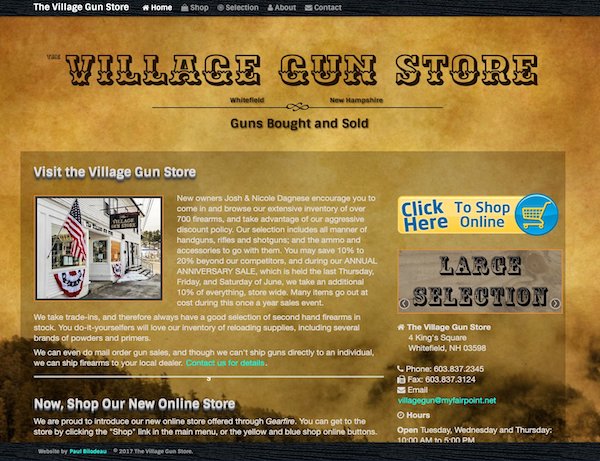 The Village Gun Store Home Shop Selection About Contact
THE VILLAGE GUN STORE
Whitefield New Hampshire
Guns Bought and Sold
Visit the Village Gun Store
VILLAGE
GUN STORE
New owners Josh & Nicole Dagnese encourage you to
come in and browse our extensive inventory of over
700 firearms, and take advantage of our aggressive
discount policy. Our selection includes all manner of
handguns, rifles and shotguns; and the ammo and
accessories to go with them. You may save 10% to
20% beyond our competitors, and during our ANNUAL
ANNIVERSARY SALE, which is held the last Thursday,
Friday, and Saturday of June, we take an additional
10% of everything, store wide. Many items go out at
cost during this once a year sales event.
We take trade-ins, and therefore always have a good selection of second hand firearms in
stock. You do-it-yourselfers will love our inventory of reloading supplies, including several
brands of powders and primers.
We can even do mail order gun sales, and though we can't ship guns directly to an individual,
we can ship firearms to your local dealer. Contact us for details.
Now, Shop Our New Online Store
We are proud to introduce our new online store offered through Gearfire. You can get to the
store by clicking the "Shop" link in the main menu, or the yellow and blue shop online buttons.
Click Here To Shop Online
LARGE
SELECTION
The Village Gun Store
4 King's Square
Whitefield, NH 03598
Phone: 603.837.2345
Fax: 603.837.3124
Email
villagegun@myfairpoint.net
Hours
Open Tuesday, Wednesday and Thursday:
10:00 AM to 5:00 PM
Website by Paul Bilodeau © 2017 The Village Gun Store.